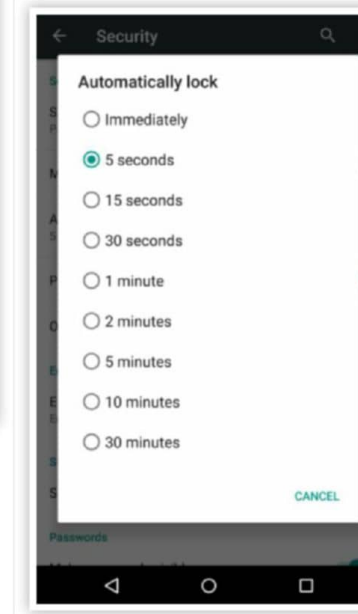 Security
Automatically lock
Immediately
5 seconds
15 seconds
30 seconds
1 minute
2 minutes
5 minutes
10 minutes
30 minutes
CANCEL
Passwords